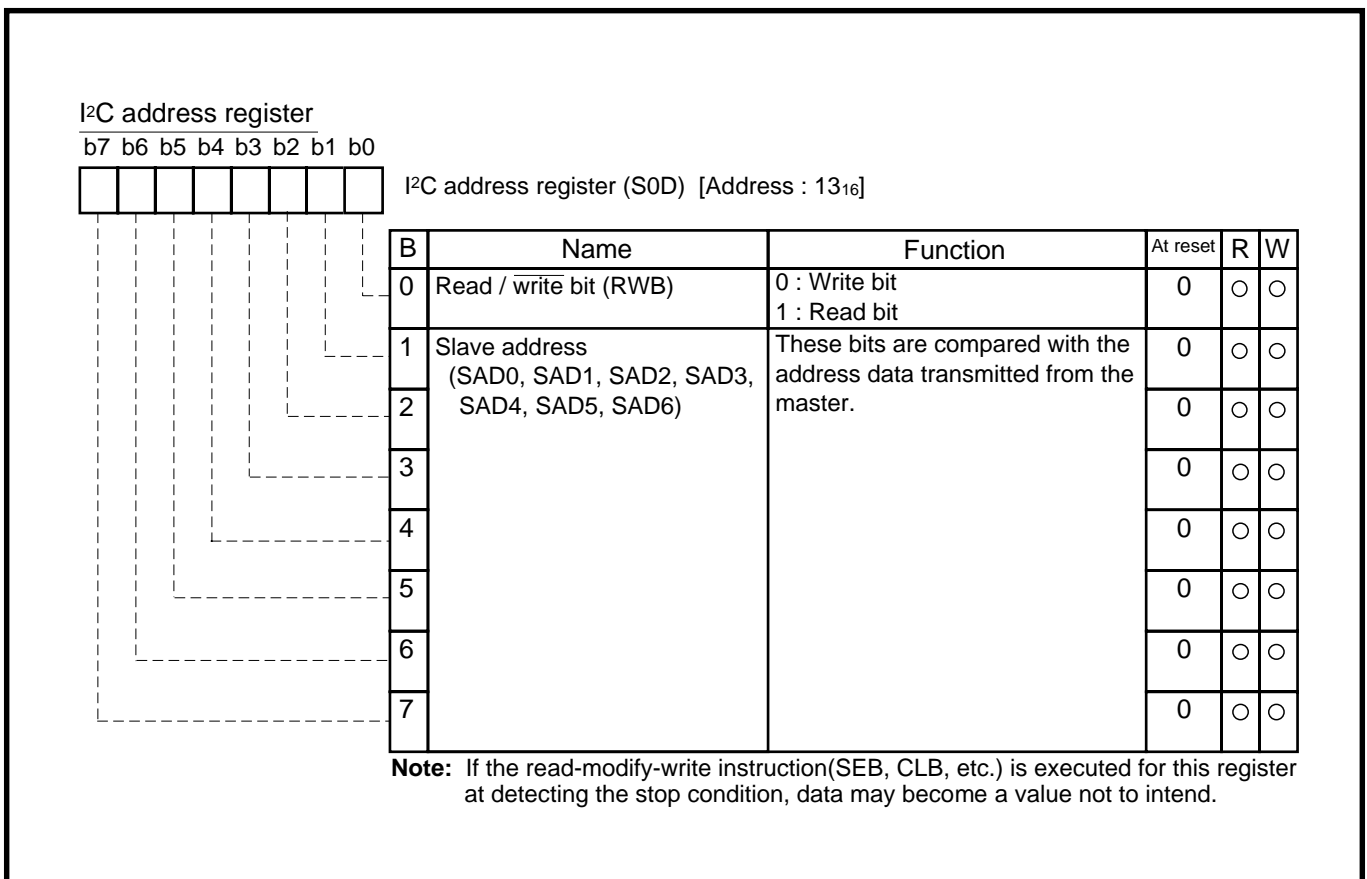 I²C address register
b7 b6 b5 b4 b3 b2 b1 b0
I²C address register (S0D) [Address : 13₁₆]
B Name Function At reset R W
0 Read / w̅r̅i̅t̅e̅ bit (RWB) 0 : Write bit 0 ○ ○
1 : Read bit
1 Slave address These bits are compared with the 0 ○ ○
(SAD0, SAD1, SAD2, SAD3, address data transmitted from the
2 SAD4, SAD5, SAD6) master. 0 ○ ○
3 0 ○ ○
4 0 ○ ○
5 0 ○ ○
6 0 ○ ○
7 0 ○ ○
Note: If the read-modify-write instruction(SEB, CLB, etc.) is executed for this register
at detecting the stop condition, data may become a value not to intend.